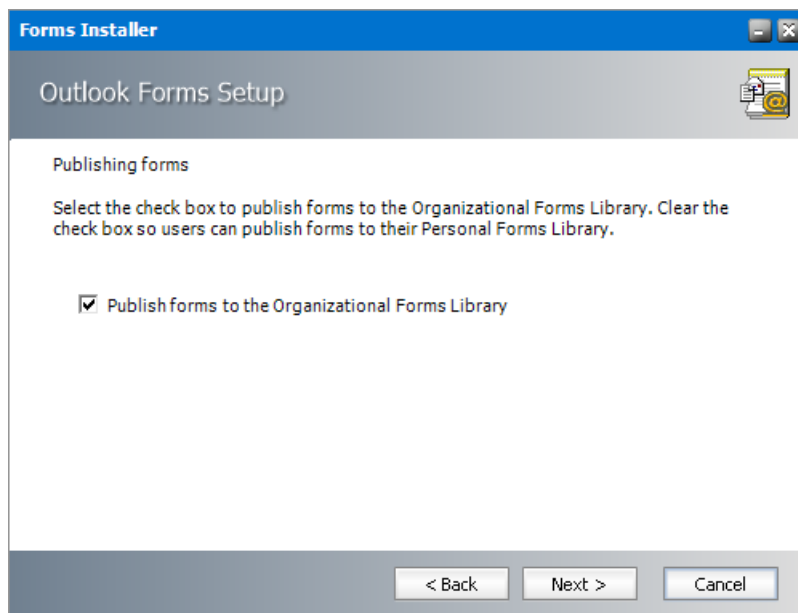 Forms Installer
Outlook Forms Setup
Publishing forms
Select the check box to publish forms to the Organizational Forms Library. Clear the
check box so users can publish forms to their Personal Forms Library.
Publish forms to the Organizational Forms Library
< Back Next > Cancel